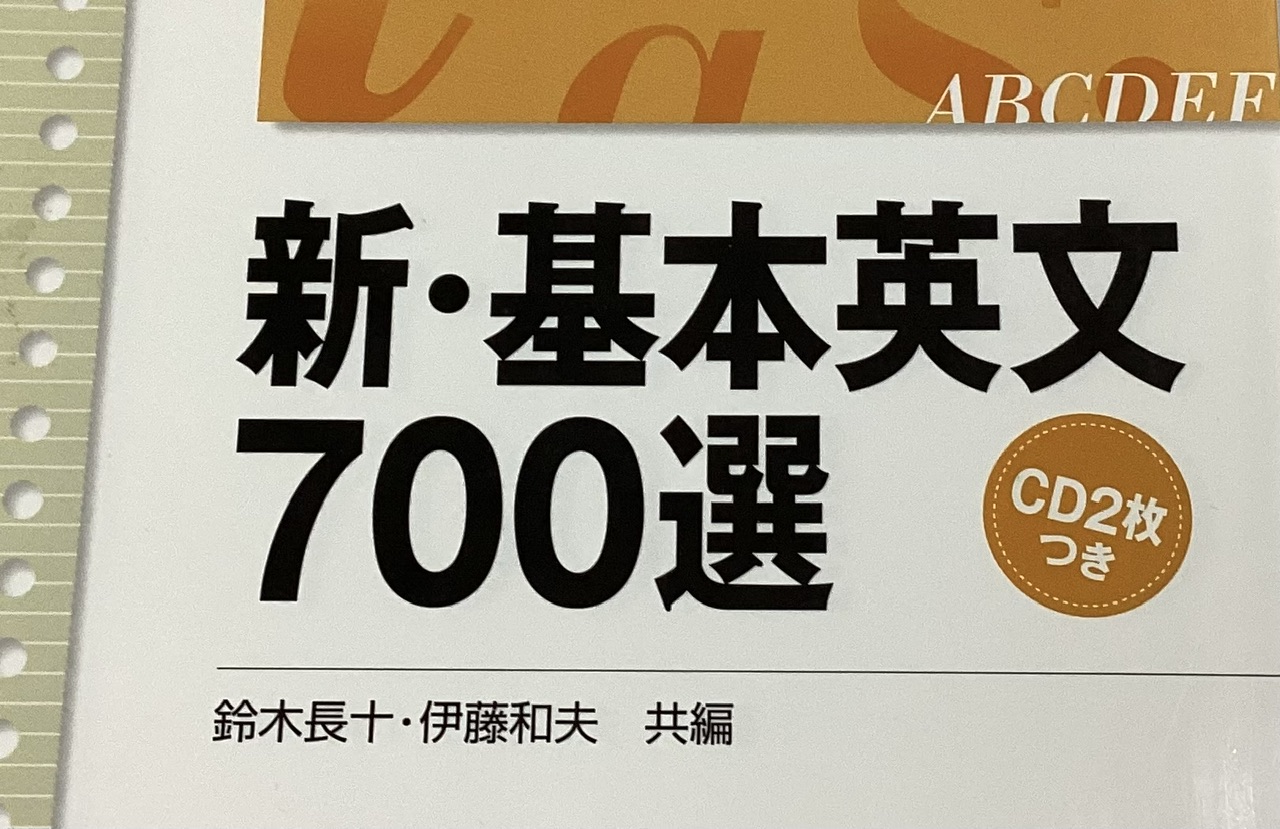 ABCDEF
新・基本英文
700選
CD2枚
つき
鈴木長十・伊藤和夫 共編